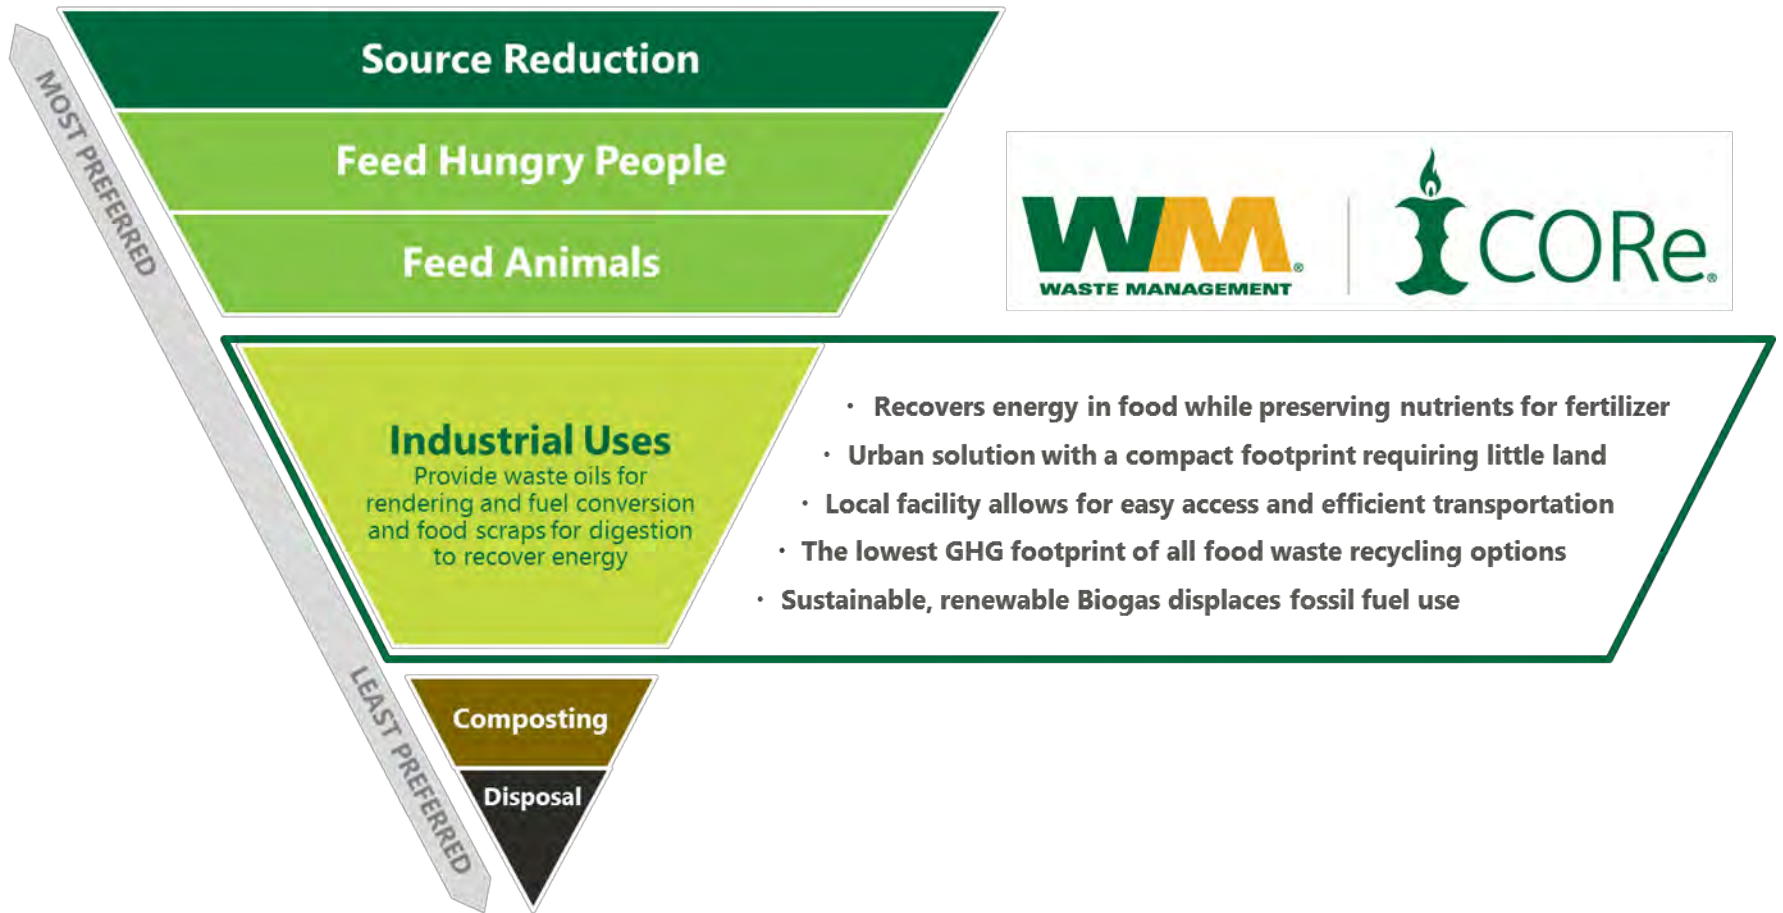 MOST PREFERRED
Source Reduction
Feed Hungry People
Feed Animals
WM®
WASTE MANAGEMENT
CORe®
Industrial Uses
Provide waste oils for
rendering and fuel conversion
and food scraps for digestion
to recover energy
· Recovers energy in food while preserving nutrients for fertilizer
· Urban solution with a compact footprint requiring little land
· Local facility allows for easy access and efficient transportation
· The lowest GHG footprint of all food waste recycling options
· Sustainable, renewable Biogas displaces fossil fuel use
LEAST PREFERRED
Composting
Disposal